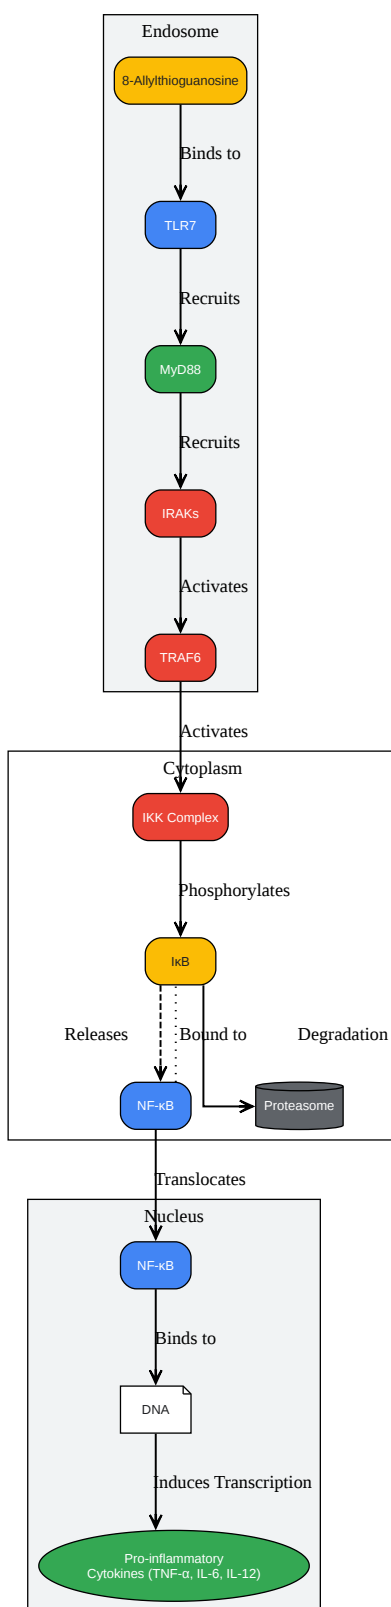 Endosome
8-Allylthioguanosine
Binds to
TLR7
Recruits
MyD88
Recruits
IRAKs
Activates
TRAF6
Activates
Cytoplasm
IKK Complex
Phosphorylates
IκB
Releases
Bound to
Degradation
NF-κB
Proteasome
Translocates
Nucleus
NF-κB
Binds to
DNA
Induces Transcription
Pro-inflammatory
Cytokines (TNF-α, IL-6, IL-12)